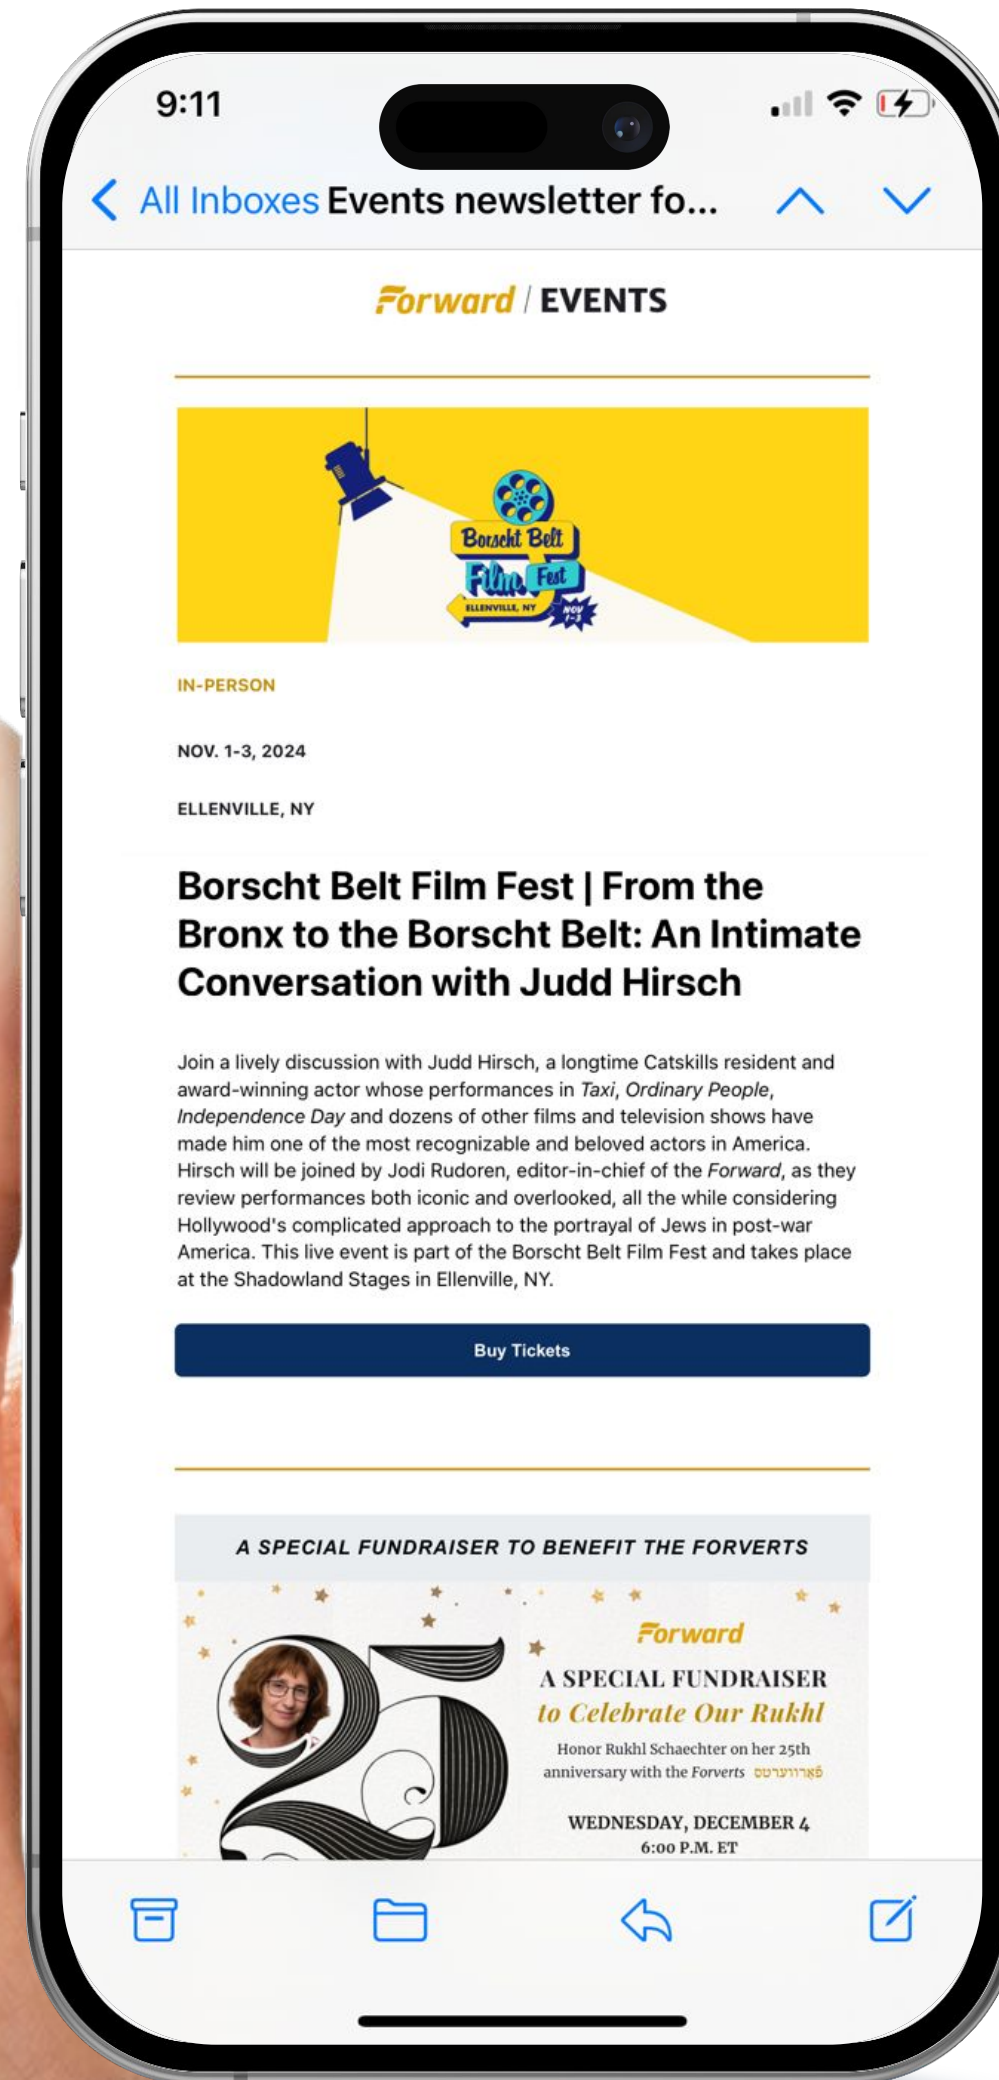 9:11
All Inboxes Events newsletter fo...
Forward / EVENTS
Borscht Belt
Film Fest
ELLENVILLE, NY
NOV
1-3
IN-PERSON
NOV. 1-3, 2024
ELLENVILLE, NY
Borscht Belt Film Fest | From the
Bronx to the Borscht Belt: An Intimate
Conversation with Judd Hirsch
Join a lively discussion with Judd Hirsch, a longtime Catskills resident and
award-winning actor whose performances in Taxi, Ordinary People,
Independence Day and dozens of other films and television shows have
made him one of the most recognizable and beloved actors in America.
Hirsch will be joined by Jodi Rudoren, editor-in-chief of the Forward, as they
review performances both iconic and overlooked, all the while considering
Hollywood's complicated approach to the portrayal of Jews in post-war
America. This live event is part of the Borscht Belt Film Fest and takes place
at the Shadowland Stages in Ellenville, NY.
Buy Tickets
A SPECIAL FUNDRAISER TO BENEFIT THE FORVERTS
25
Forward
A SPECIAL FUNDRAISER
to Celebrate Our Rukhl
Honor Rukhl Schaechter on her 25th
anniversary with the Forverts פֿאָרווערטס
WEDNESDAY, DECEMBER 4
6:00 P.M. ET